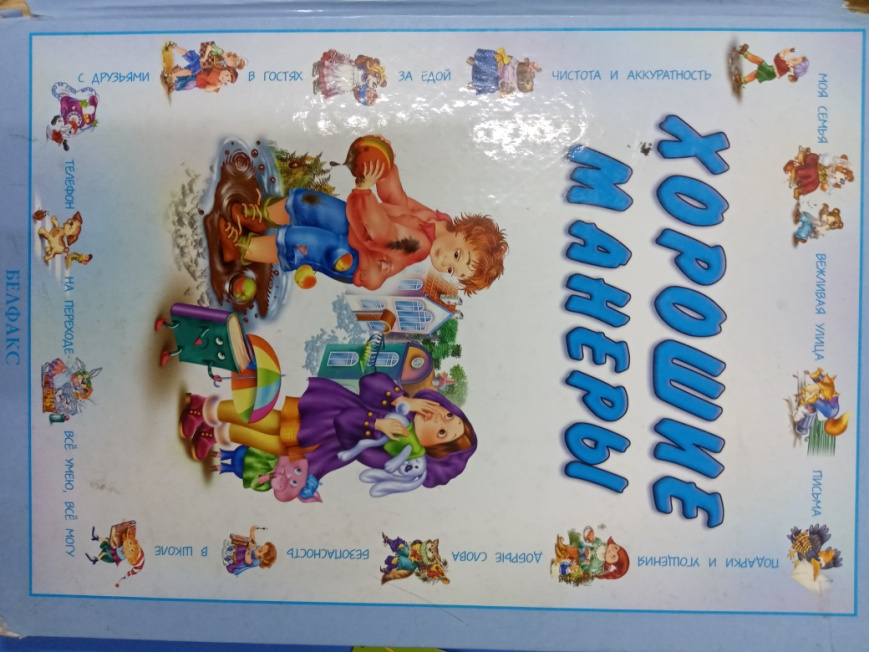 МОЯ СЕМЬЯ
ВЕЖЛИВАЯ УЛИЦА
ПИСЬМА
ХОРОШИЕ
МАНЕРЫ
ЧИСТОТА И АККУРАТНОСТЬ
ЗА ЕДОЙ
В ГОСТЯХ
С ДРУЗЬЯМИ
ПОДАРКИ И УГОЩЕНИЯ
ДОБРЫЕ СЛОВА
БЕЗОПАСНОСТЬ
В ШКОЛЕ
ТЕЛЕФОН
НА ПЕРЕХОДЕ
ВСЁ УМЕЮ, ВСЁ МОГУ
БЕЛФАКС